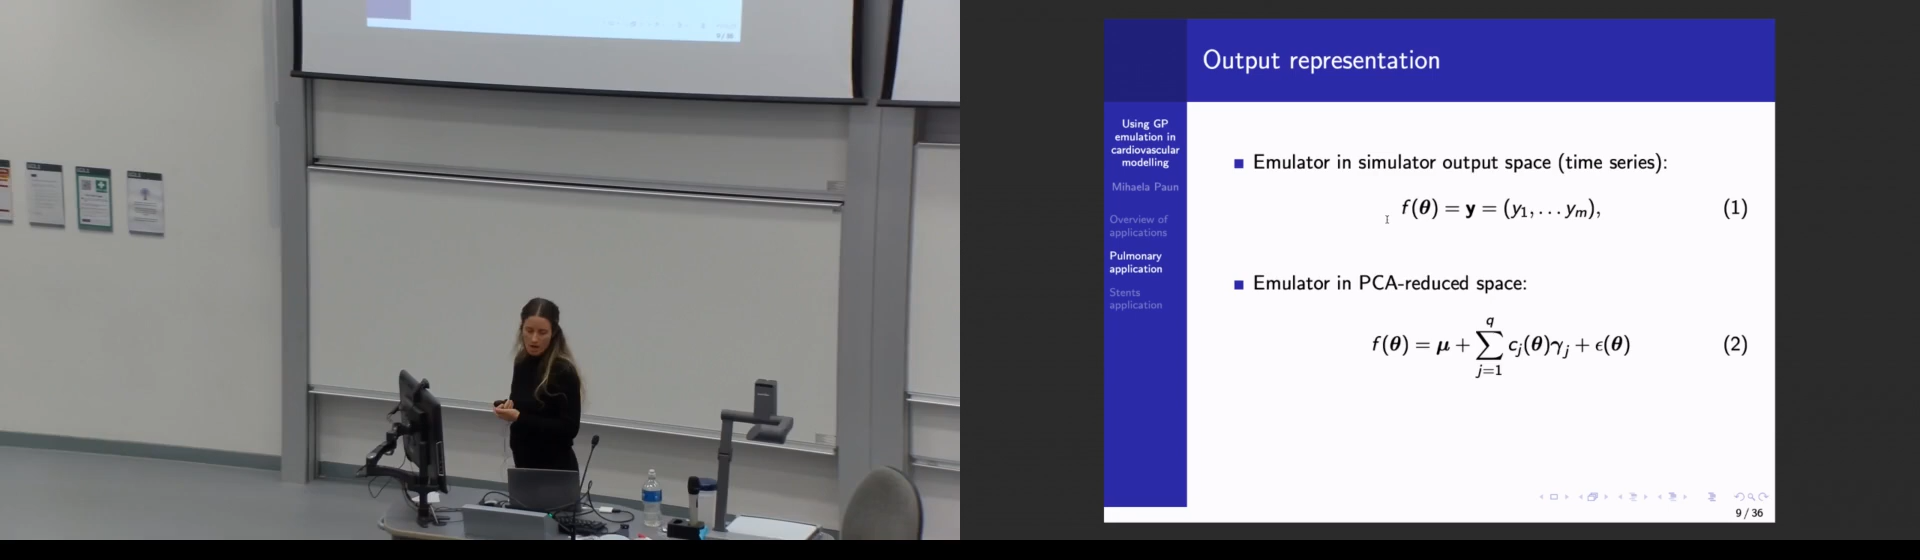 9 / 36
Output representation
Using GP
emulation in
cardiovascular
modelling
Mihaela Paun
Overview of
applications
Pulmonary
application
Stents
application
■ Emulator in simulator output space (time series):
f(θ) = y = (y₁, . . . yₘ), (1)
■ Emulator in PCA-reduced space:
f(θ) = μ + ∑_{j=1}^{q} cⱼ(θ)γⱼ + ϵ(θ) (2)
9 / 36